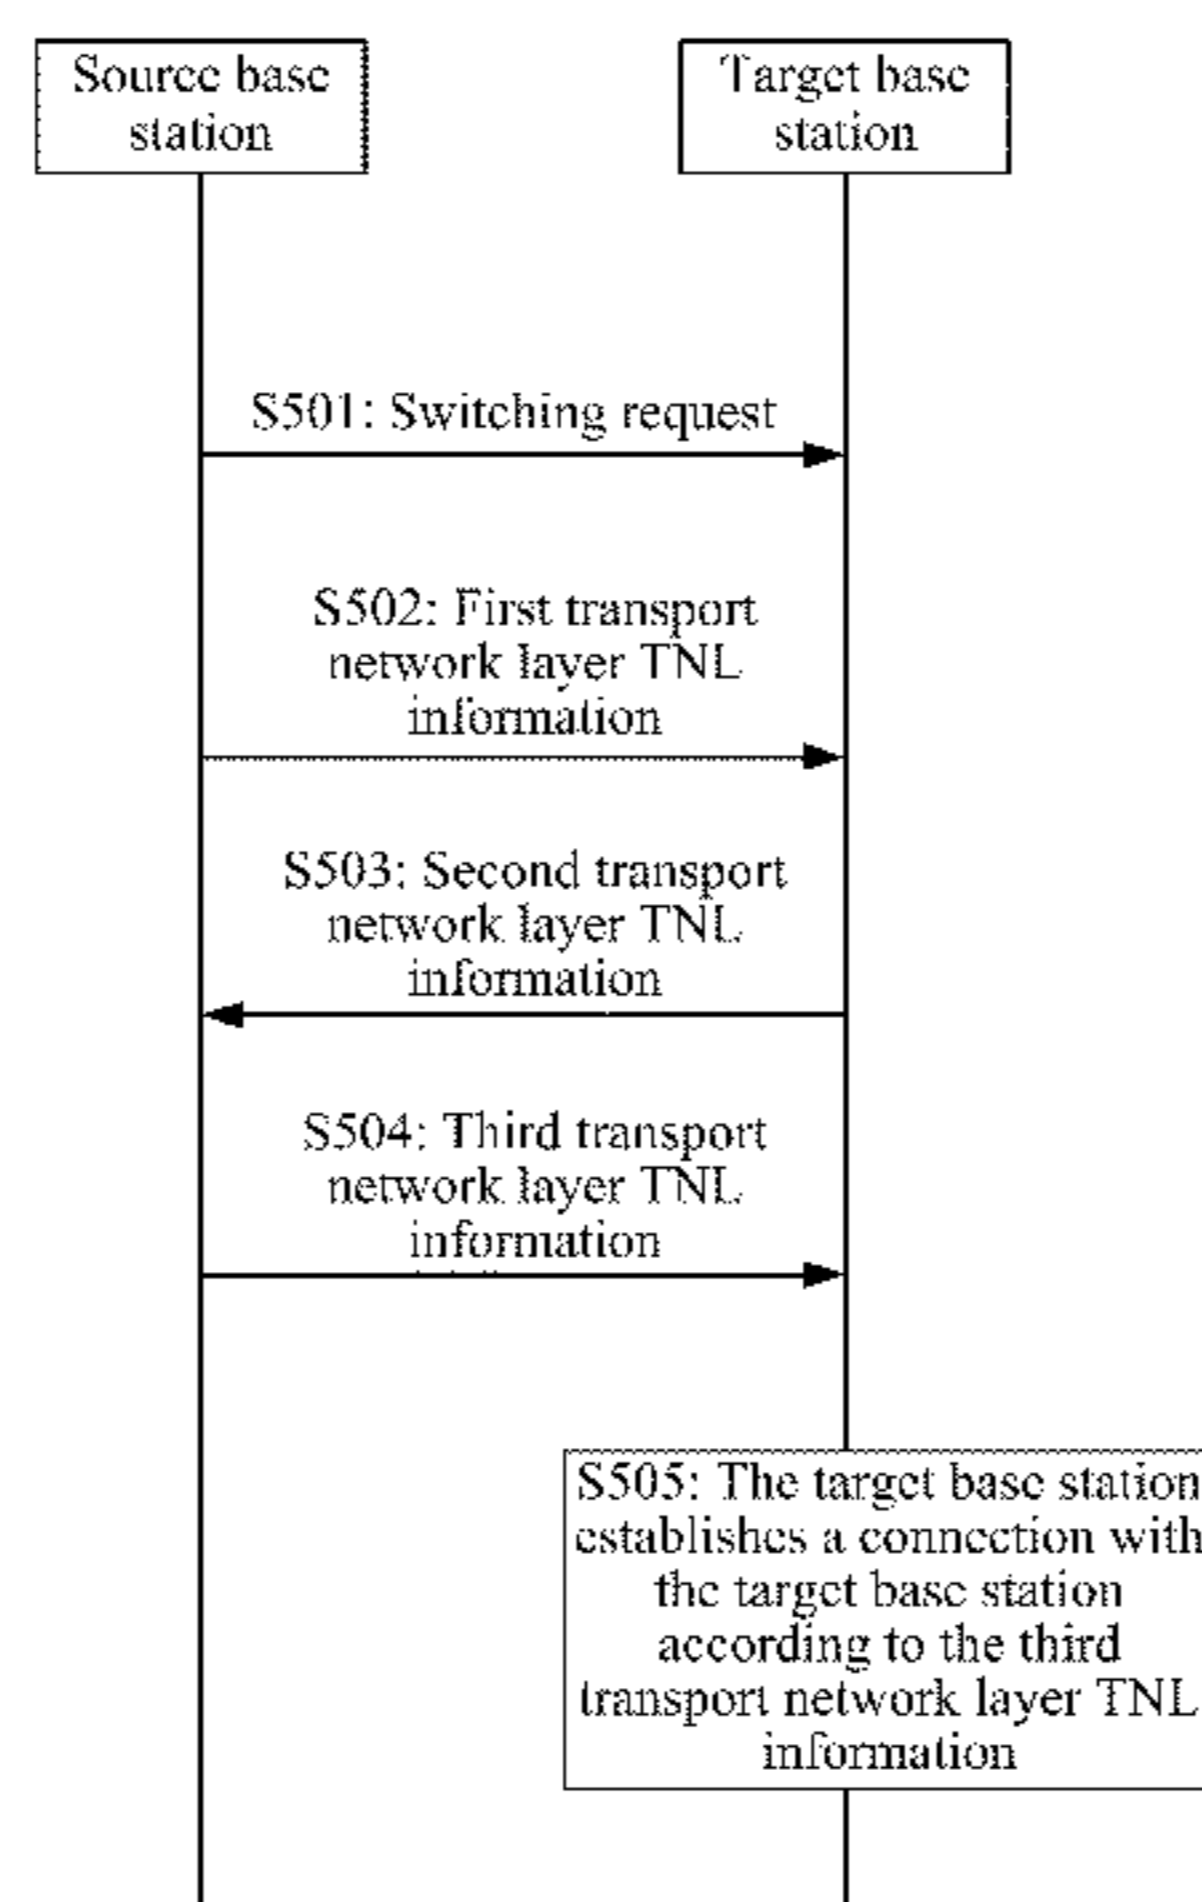 Source base
station
Target base
station
S501: Switching request
S502: First transport
network layer TNL
information
S503: Second transport
network layer TNL
information
S504: Third transport
network layer TNL
information
S505: The target base station
establishes a connection with
the target base station
according to the third
transport network layer TNL
information